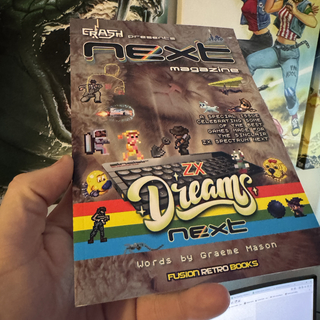 CRASH presents
next
magazine
A SPECIAL ISSUE
CELEBRATING SOME
OF THE BEST
GAMES MADE FOR
THE SINCLAIR
ZX SPECTRUM NEXT
ZX
Dreams
next
Words by Graeme Mason
FUSION RETRO BOOKS